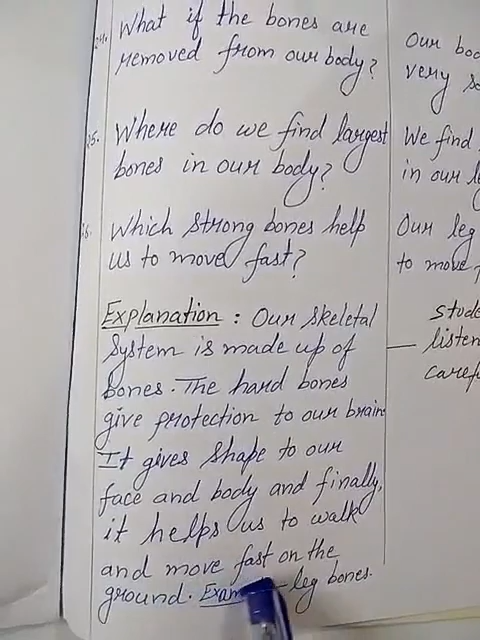 24. What if the bones are
removed from our body?
25. Where do we find largest
bones in our body?
Which strong bones help
us to move fast?
Explanation : Our skeletal
system is made up of
bones. The hard bones
give protection to our brain
It gives shape to our
face and body and finally,
it helps us to walk
and move fast on the
ground. leg bones.
Our
very
We find
in our
Our leg
to move
listen